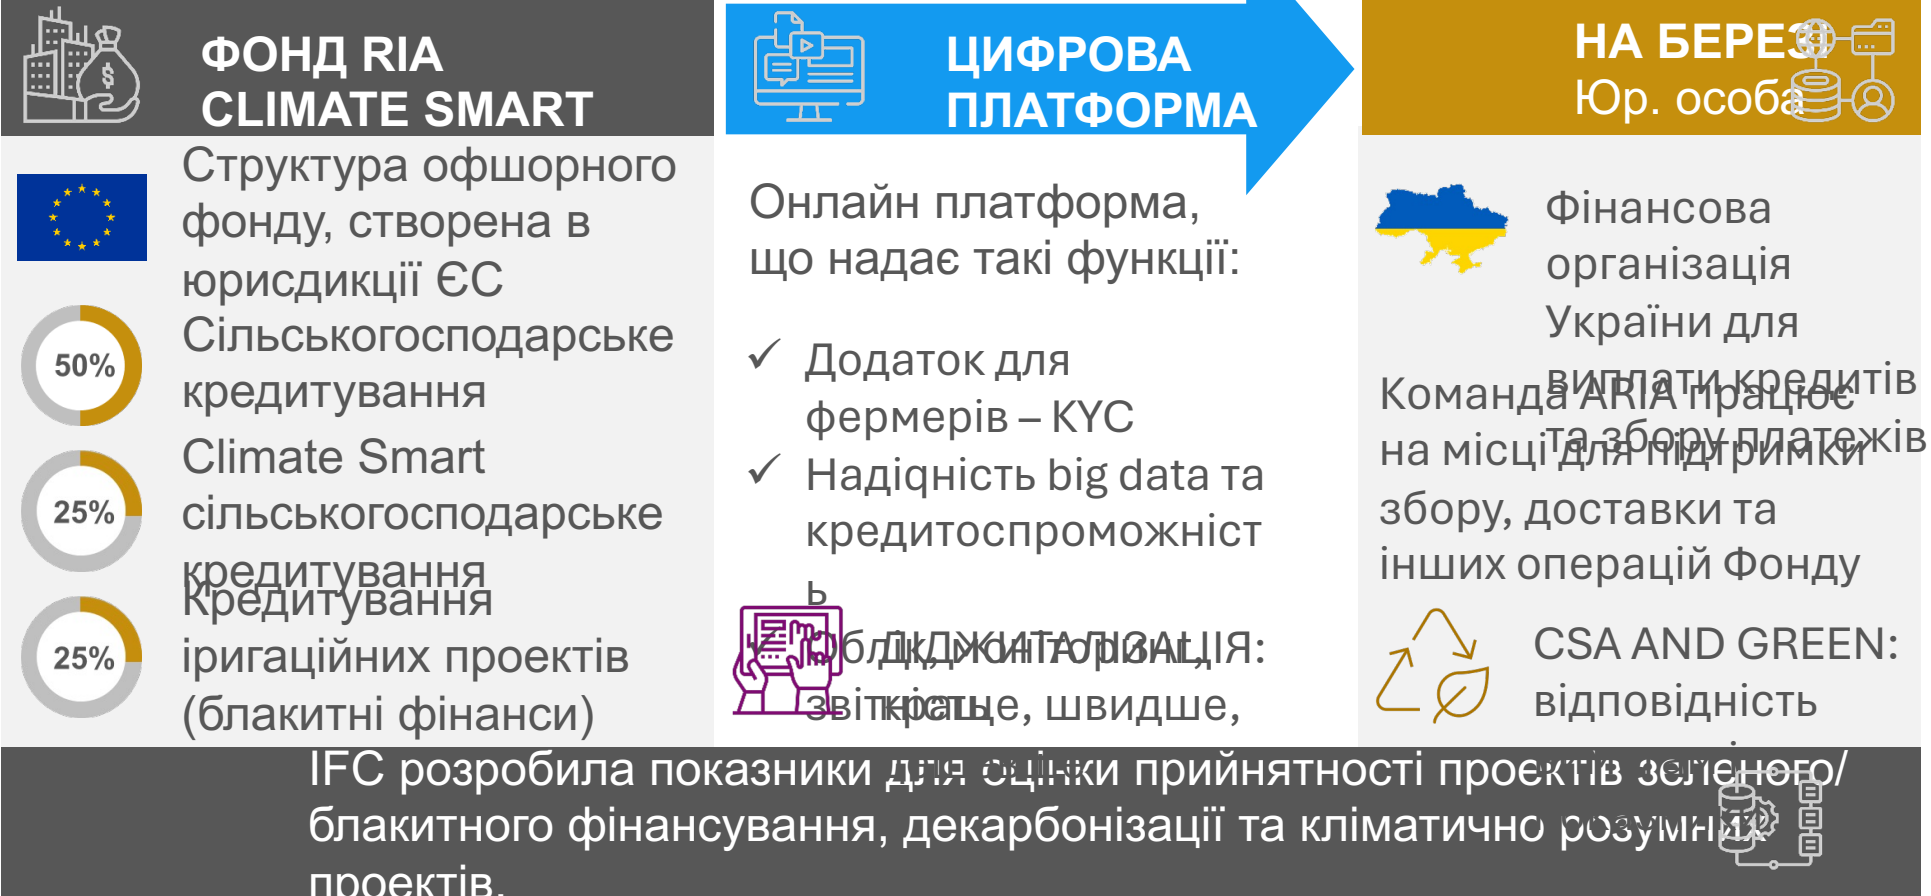 ФОНД RIA
CLIMATE SMART
Структура офшорного
фонду, створена в
юрисдикції ЄС
50%
Сільськогосподарське
кредитування
25%
Climate Smart
сільськогосподарське
кредитування
25%
Кредитування
іригаційних проектів
(блакитні фінанси)
ЦИФРОВА
ПЛАТФОРМА
Онлайн платформа,
що надає такі функції:
✓ Додаток для
фермерів – KYC
✓ Надіqність big data та
кредитоспроможніст
ь
✓ Облік, моніторинг,
звітність
ДІДЖИТАЛІЗАЦІЯ:
краще, швидше,
НА БЕРЕЗІ
Юр. особа
Фінансова
організація
України для
виплати кредитів
та збору платежів
Команда ARIA працює
на місці для підтримки
збору, доставки та
інших операцій Фонду
CSA AND GREEN:
відповідність
IFC розробила показники для оцінки прийнятності проектів зеленого/
блакитного фінансування, декарбонізації та кліматично розумних
проектів.